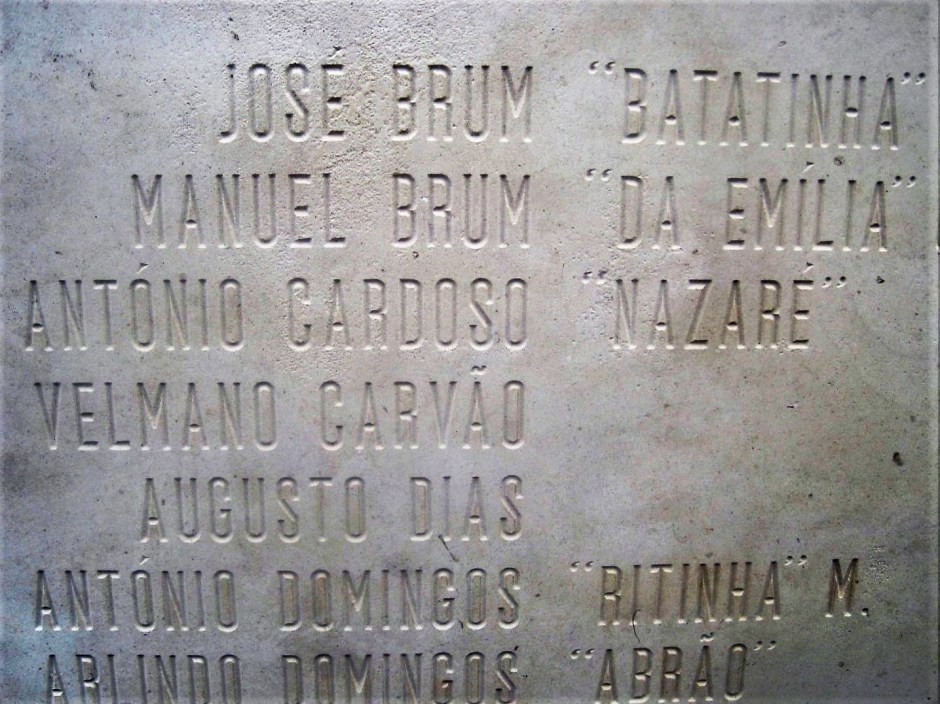 JOSÉ BRUM “BATATINHA”
MANUEL BRUM “DA EMÍLIA”
ANTÓNIO CARDOSO “NAZARÉ”
VELMANO CARVÃO
AUGUSTO DIAS
ANTÓNIO DOMINGOS “RITINHA” M.
ARLINDO DOMINGOS “ABRÃO”